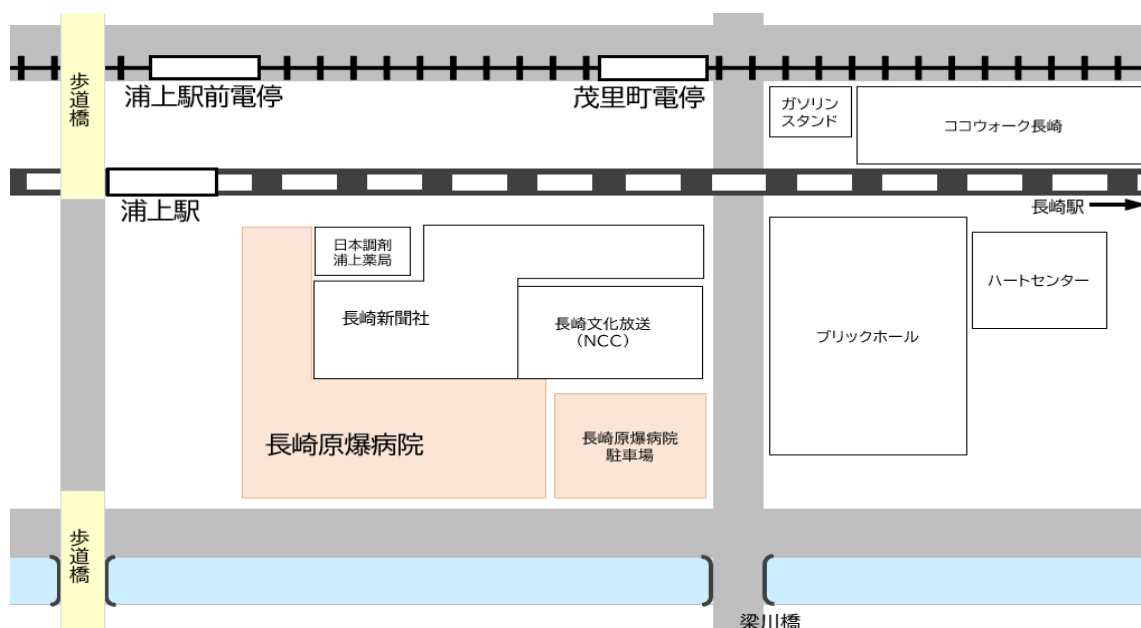 歩道橋
浦上駅前電停
茂里町電停
ガソリン
スタンド
ココウォーク長崎
浦上駅
長崎駅
日本調剤
浦上薬局
長崎新聞社
長崎文化放送
(NCC)
ブリックホール
ハートセンター
長崎原爆病院
長崎原爆病院
駐車場
歩道橋
梁川橋